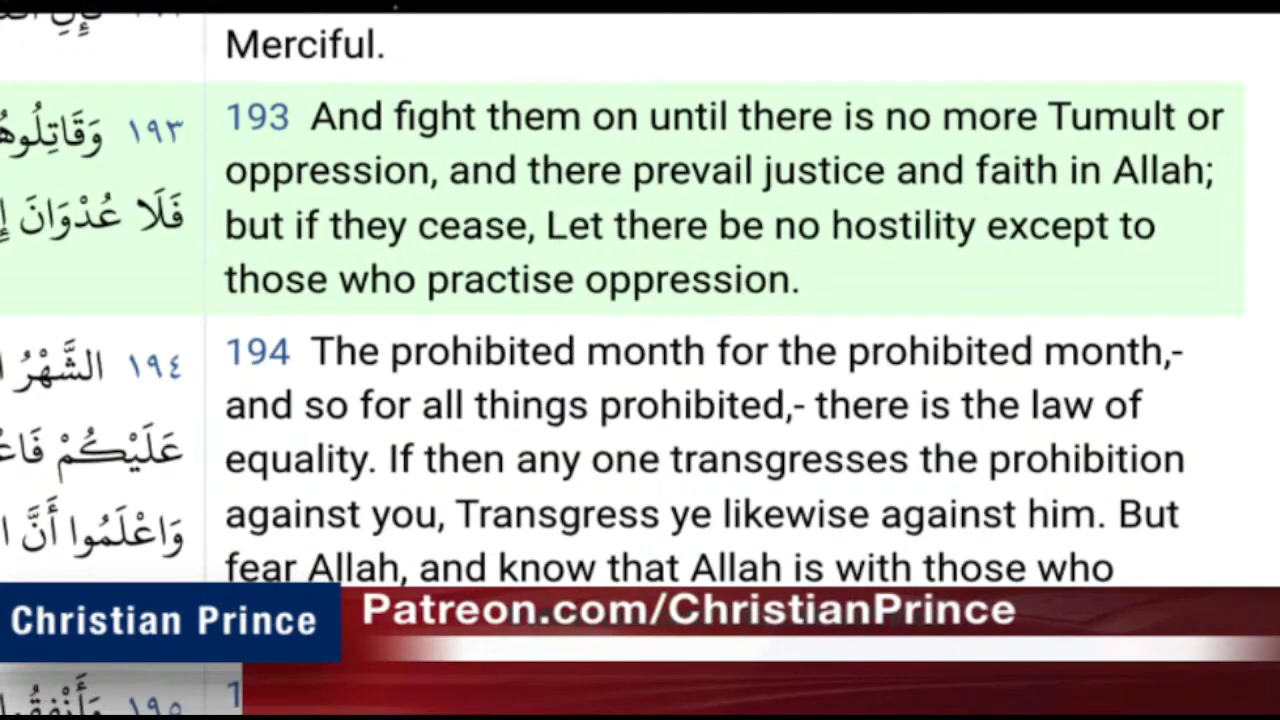 Merciful.
١٩٣ وَقَاتِلُوهُ
193 And fight them on until there is no more Tumult or
oppression, and there prevail justice and faith in Allah;
فَلَا عُدْوَانَ
but if they cease, Let there be no hostility except to
those who practise oppression.
١٩٤ الشَّهْرُ
194 The prohibited month for the prohibited month,-
and so for all things prohibited,- there is the law of
عَلَيْكُمْ
equality. If then any one transgresses the prohibition
وَاعْلَمُوا أَنَّ
against you, Transgress ye likewise against him. But
fear Allah, and know that Allah is with those who
Christian Prince
Patreon.com/ChristianPrince
١٩٥
1